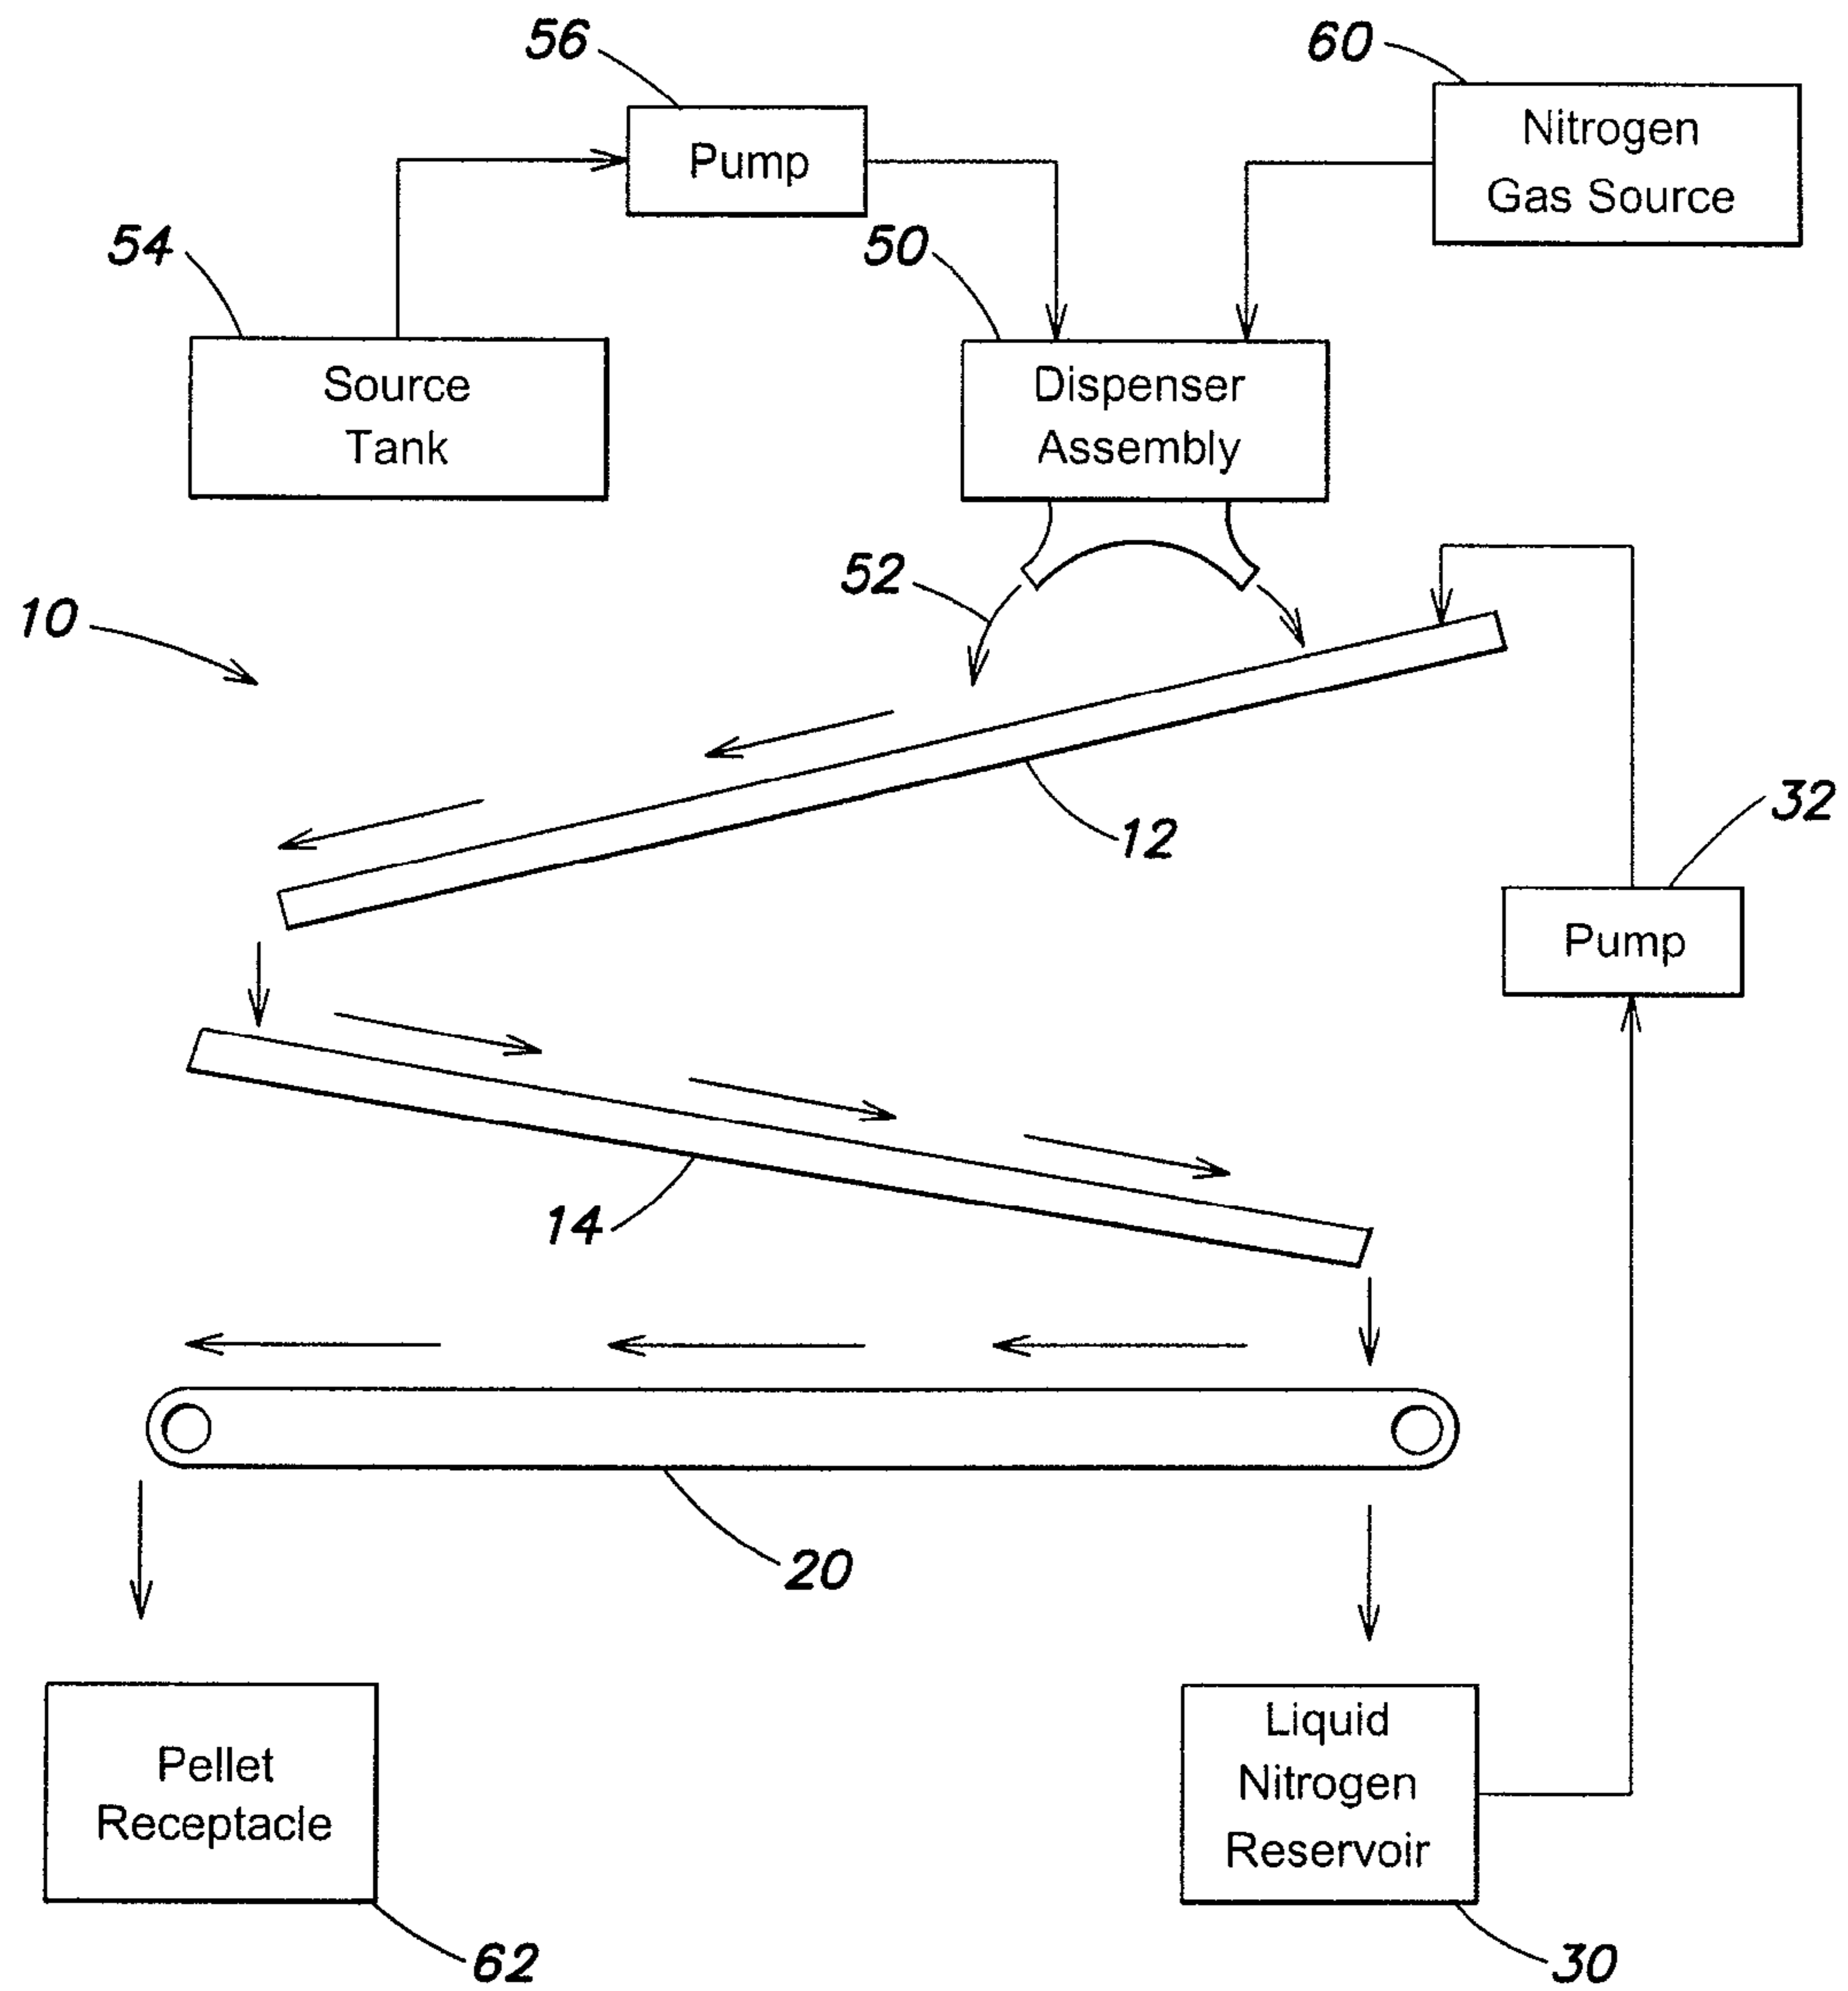 56
60
Pump
Nitrogen
Gas Source
54
50
Source
Tank
Dispenser
Assembly
52
10
12
32
Pump
14
20
Pellet
Receptacle
Liquid
Nitrogen
Reservoir
62
30